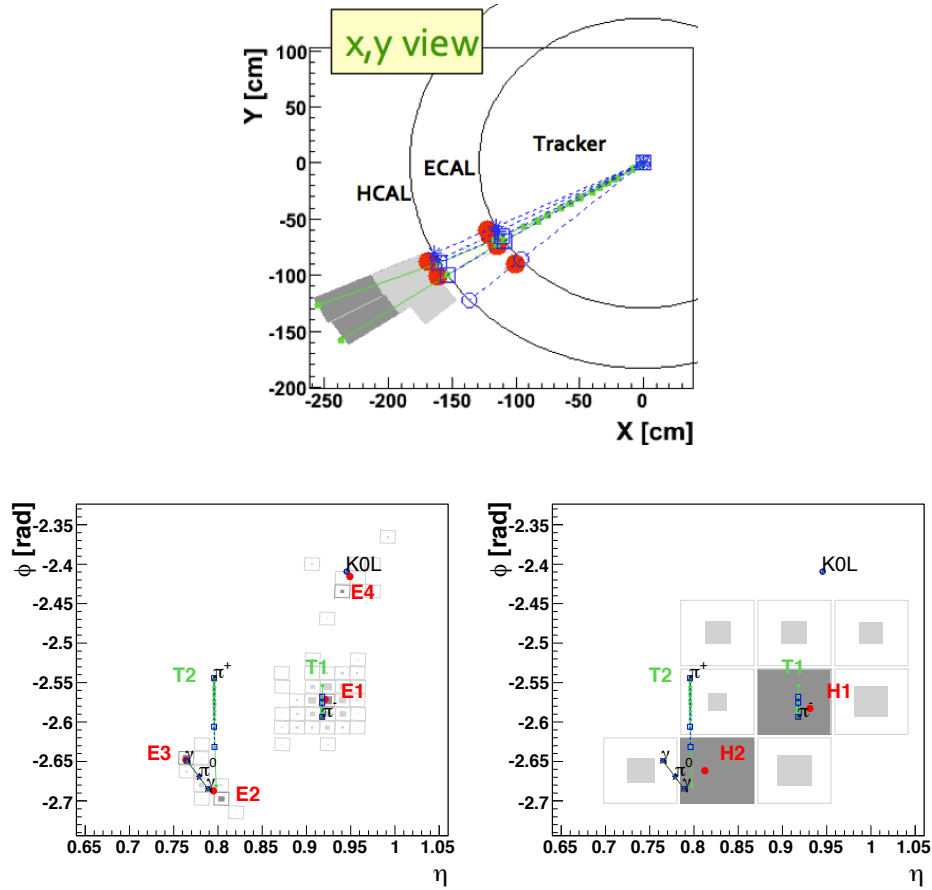 x,y view
Y [cm]
100
50
0
-50
-100
-150
-200
Tracker
ECAL
HCAL
-250 -200 -150 -100 -50 0
X [cm]
ϕ [rad]
-2.35
-2.4
-2.45
-2.5
-2.55
-2.6
-2.65
-2.7
K0L
E4
T2
π+
T1
E1
π-
E3
γ
π0
γ
E2
0.65 0.7 0.75 0.8 0.85 0.9 0.95 1 1.05
η
ϕ [rad]
-2.35
-2.4
-2.45
-2.5
-2.55
-2.6
-2.65
-2.7
K0L
T2
π+
T1
H1
π-
H2
γ
π0
γ
0.65 0.7 0.75 0.8 0.85 0.9 0.95 1 1.05
η